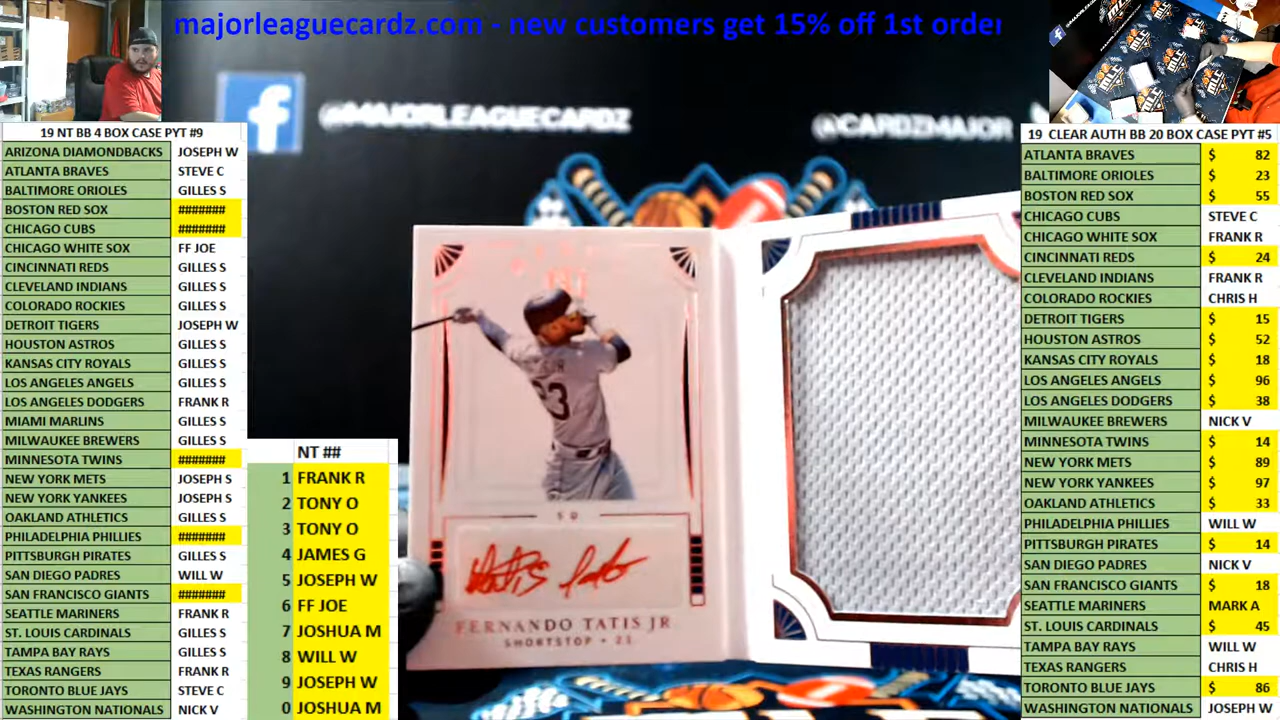 majorleaguecardz.com - new customers get 15% off 1st order
@MAJORLEAGUECARDZ
@CARDZMAJOR
19 NT BB 4 BOX CASE PYT #9
ARIZONA DIAMONDBACKS JOSEPH W
ATLANTA BRAVES STEVE C
BALTIMORE ORIOLES GILLES S
BOSTON RED SOX #######
CHICAGO CUBS #######
CHICAGO WHITE SOX FF JOE
CINCINNATI REDS GILLES S
CLEVELAND INDIANS GILLES S
COLORADO ROCKIES GILLES S
DETROIT TIGERS JOSEPH W
HOUSTON ASTROS GILLES S
KANSAS CITY ROYALS GILLES S
LOS ANGELES ANGELS GILLES S
LOS ANGELES DODGERS FRANK R
MIAMI MARLINS GILLES S
MILWAUKEE BREWERS GILLES S
MINNESOTA TWINS #######
NEW YORK METS JOSEPH S
NEW YORK YANKEES JOSEPH S
OAKLAND ATHLETICS GILLES S
PHILADELPHIA PHILLIES #######
PITTSBURGH PIRATES GILLES S
SAN DIEGO PADRES WILL W
SAN FRANCISCO GIANTS #######
SEATTLE MARINERS FRANK R
ST. LOUIS CARDINALS GILLES S
TAMPA BAY RAYS GILLES S
TEXAS RANGERS FRANK R
TORONTO BLUE JAYS STEVE C
WASHINGTON NATIONALS NICK V
NT ##
1 FRANK R
2 TONY O
3 TONY O
4 JAMES G
5 JOSEPH W
6 FF JOE
7 JOSHUA M
8 WILL W
9 JOSEPH W
0 JOSHUA M
SD
FERNANDO TATIS JR
SHORTSTOP • 23
19 CLEAR AUTH BB 20 BOX CASE PYT #5
ATLANTA BRAVES $ 82
BALTIMORE ORIOLES $ 23
BOSTON RED SOX $ 55
CHICAGO CUBS STEVE C
CHICAGO WHITE SOX FRANK R
CINCINNATI REDS $ 24
CLEVELAND INDIANS FRANK R
COLORADO ROCKIES CHRIS H
DETROIT TIGERS $ 15
HOUSTON ASTROS $ 52
KANSAS CITY ROYALS $ 18
LOS ANGELES ANGELS $ 96
LOS ANGELES DODGERS $ 38
MILWAUKEE BREWERS NICK V
MINNESOTA TWINS $ 14
NEW YORK METS $ 89
NEW YORK YANKEES $ 97
OAKLAND ATHLETICS $ 33
PHILADELPHIA PHILLIES WILL W
PITTSBURGH PIRATES $ 14
SAN DIEGO PADRES NICK V
SAN FRANCISCO GIANTS $ 18
SEATTLE MARINERS MARK A
ST. LOUIS CARDINALS $ 45
TAMPA BAY RAYS WILL W
TEXAS RANGERS CHRIS H
TORONTO BLUE JAYS $ 86
WASHINGTON NATIONALS JOSEPH W